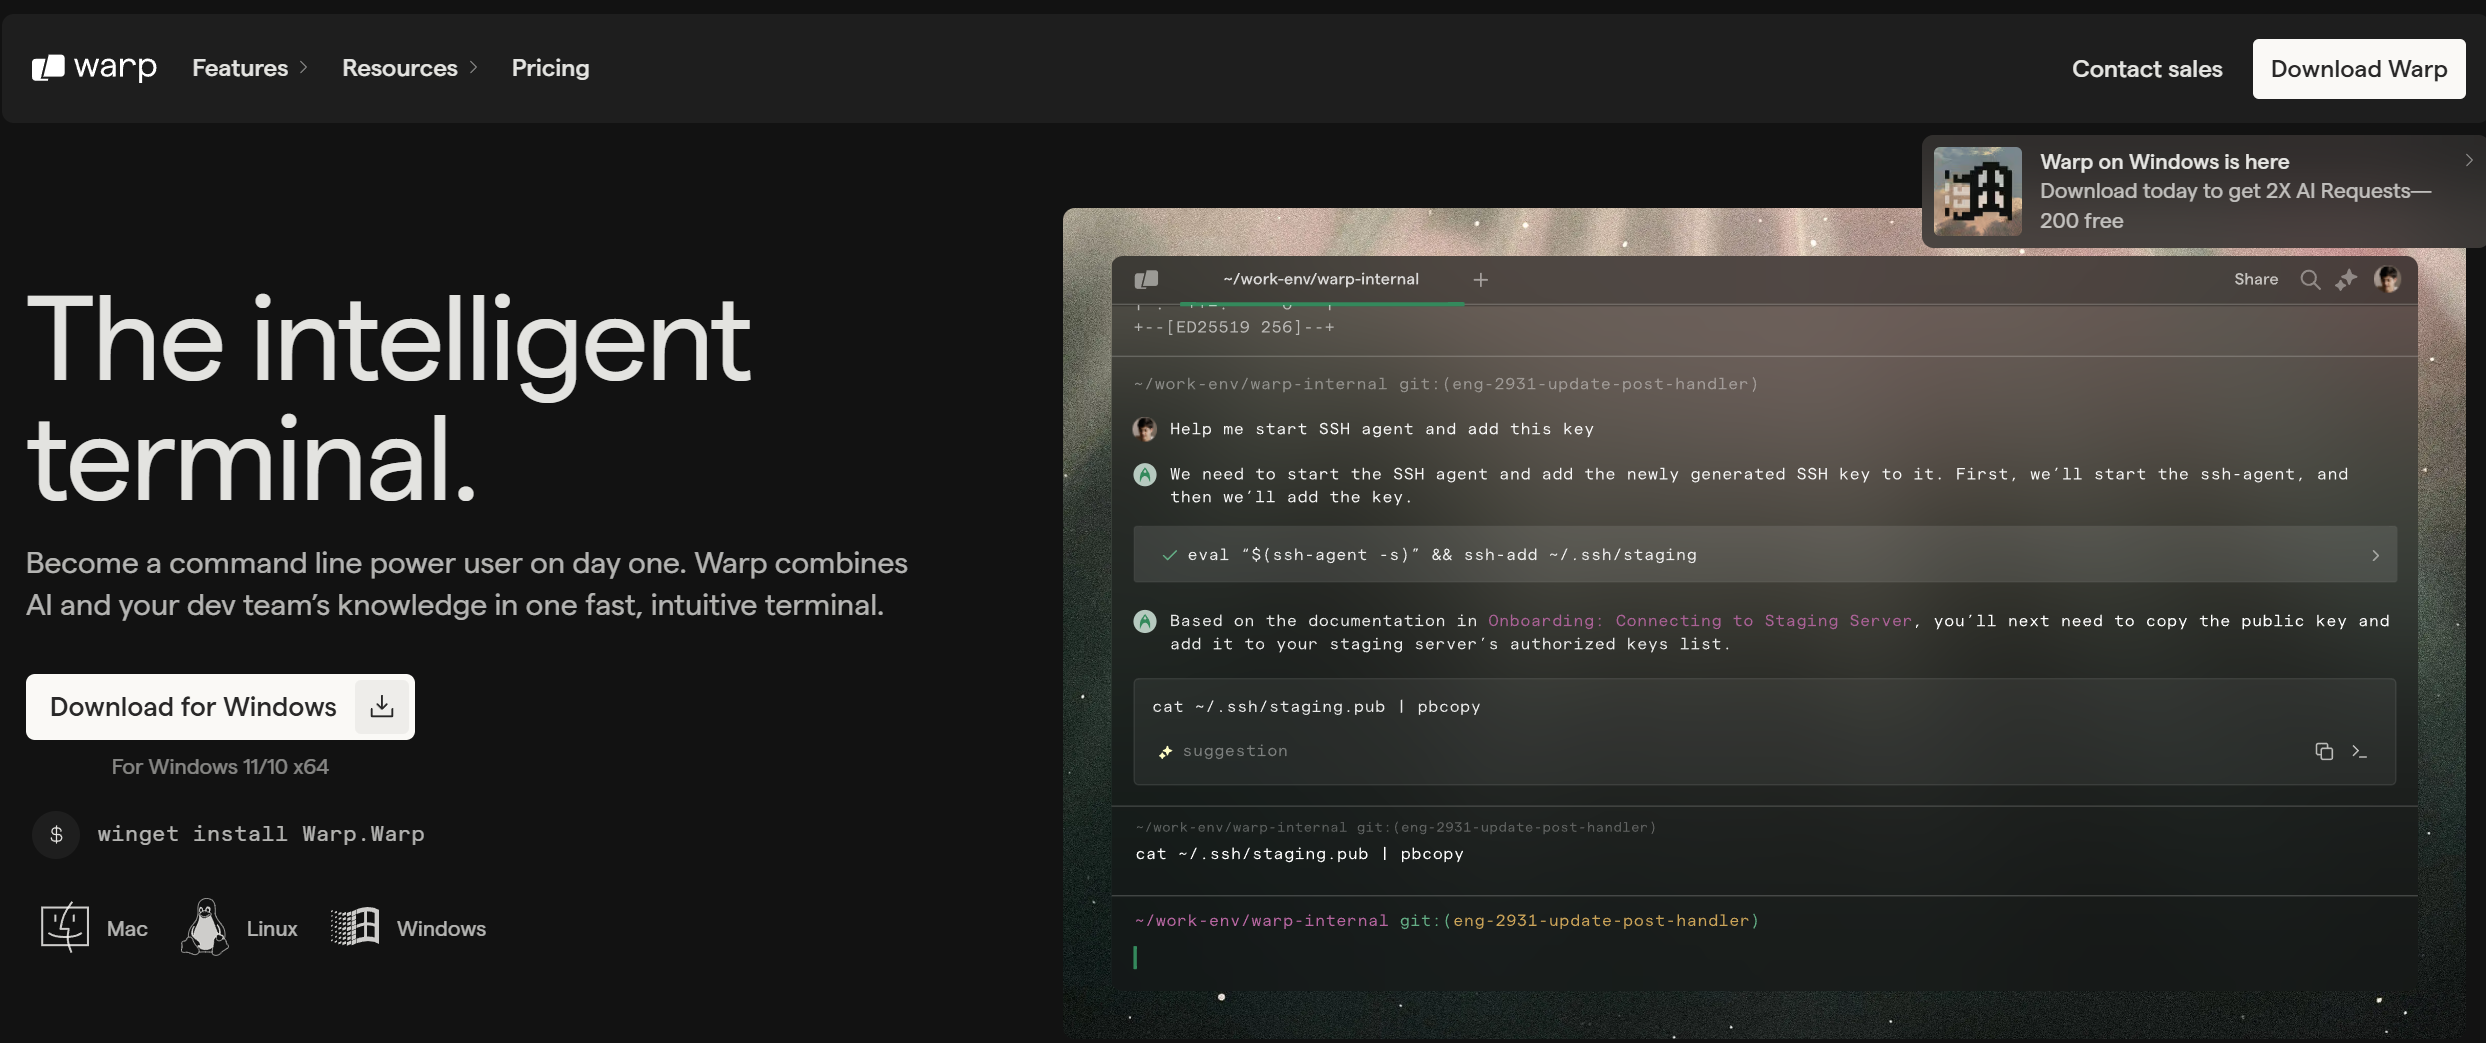 warp
Features
Resources
Pricing
Contact sales
Download Warp
Warp on Windows is here
Download today to get 2X AI Requests—
200 free
The intelligent
terminal.
Become a command line power user on day one. Warp combines
AI and your dev team’s knowledge in one fast, intuitive terminal.
Download for Windows
For Windows 11/10 x64
$ winget install Warp.Warp
Mac
Linux
Windows
~/work-env/warp-internal
Share
+--[ED25519 256]--+
~/work-env/warp-internal git:(eng-2931-update-post-handler)
Help me start SSH agent and add this key
We need to start the SSH agent and add the newly generated SSH key to it. First, we’ll start the ssh-agent, and
then we’ll add the key.
eval “$(ssh-agent -s)” && ssh-add ~/.ssh/staging
Based on the documentation in Onboarding: Connecting to Staging Server, you’ll next need to copy the public key and
add it to your staging server’s authorized keys list.
cat ~/.ssh/staging.pub | pbcopy
suggestion
~/work-env/warp-internal git:(eng-2931-update-post-handler)
cat ~/.ssh/staging.pub | pbcopy
~/work-env/warp-internal git:(eng-2931-update-post-handler)